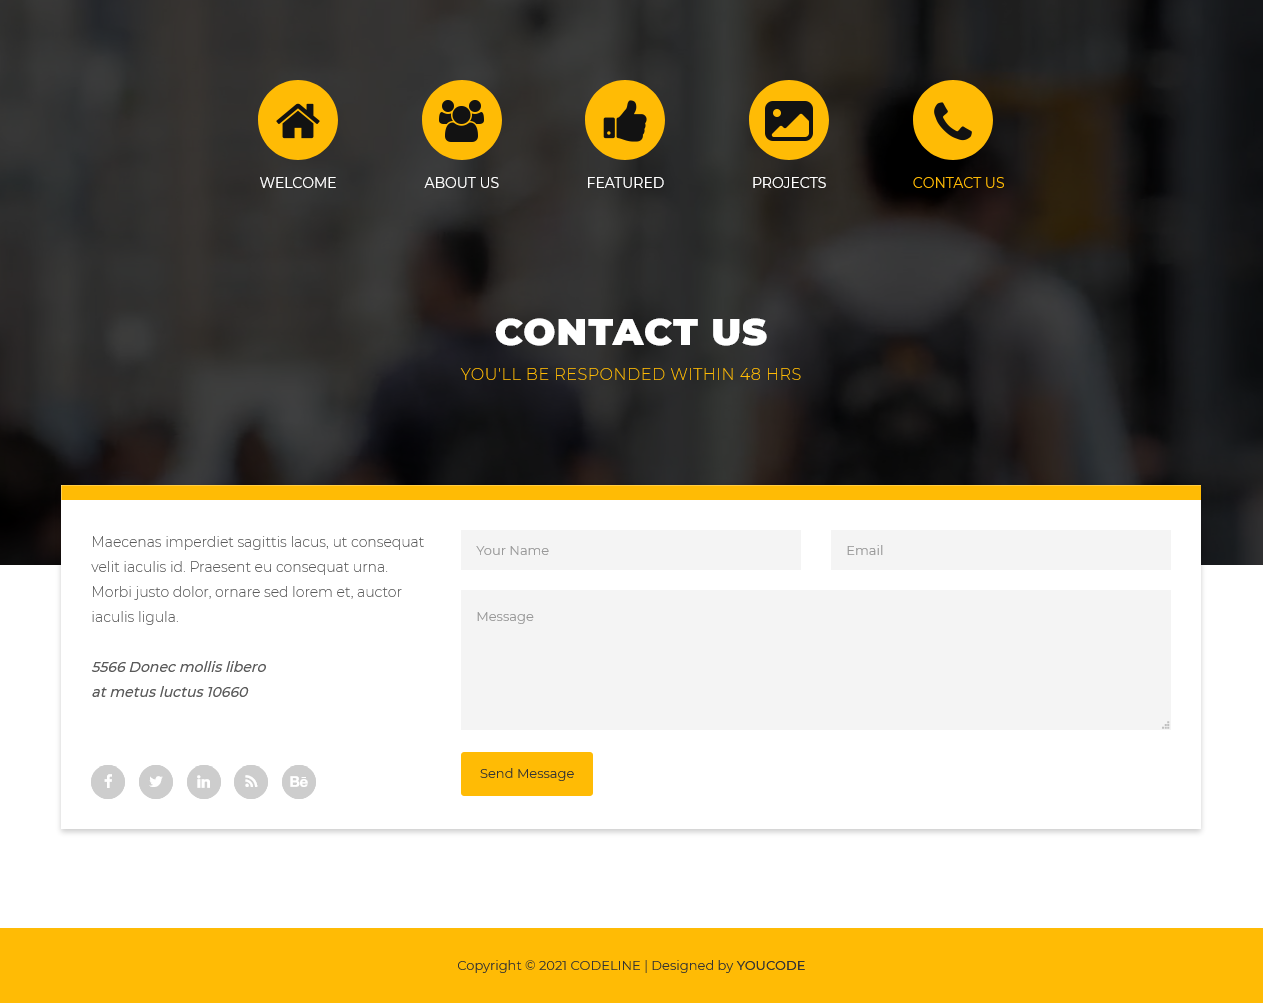 WELCOME
ABOUT US
FEATURED
PROJECTS
CONTACT US
CONTACT US
YOU'LL BE RESPONDED WITHIN 48 HRS
Maecenas imperdiet sagittis lacus, ut consequat
velit iaculis id. Praesent eu consequat urna.
Morbi justo dolor, ornare sed lorem et, auctor
iaculis ligula.
5566 Donec mollis libero
at metus luctus 10660
Your Name
Email
Message
Send Message
Copyright © 2021 CODELINE | Designed by YOUCODE